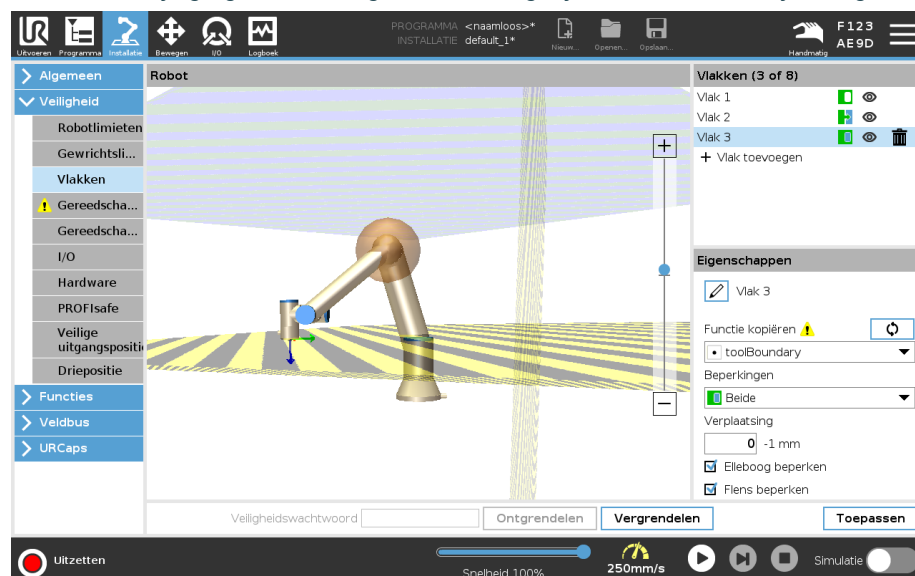 PROGRAMMA <naamloos>*
INSTALLATIE default_1*
Uitvoeren Programma Installatie Bewegen I/O Logboek
Nieuw... Openen... Opslaan...
Handmatig
F123
AE9D
Algemeen
Veiligheid
Robotlimieten
Gewrichtsli...
Vlakken
Gereedscha...
Gereedscha...
I/O
Hardware
PROFIsafe
Veilige
uitgangspositi
Driepositie
Functies
Veldbus
URCaps
Robot
+
−
Vlakken (3 of 8)
Vlak 1
Vlak 2
Vlak 3
+ Vlak toevoegen
Eigenschappen
Vlak 3
Functie kopiëren
toolBoundary
Beperkingen
Beide
Verplaatsing
0 -1 mm
Elleboog beperken
Flens beperken
Veiligheidswachtwoord Ontgrendelen Vergrendelen Toepassen
Uitzetten
Snelheid 100%
250mm/s
Simulatie